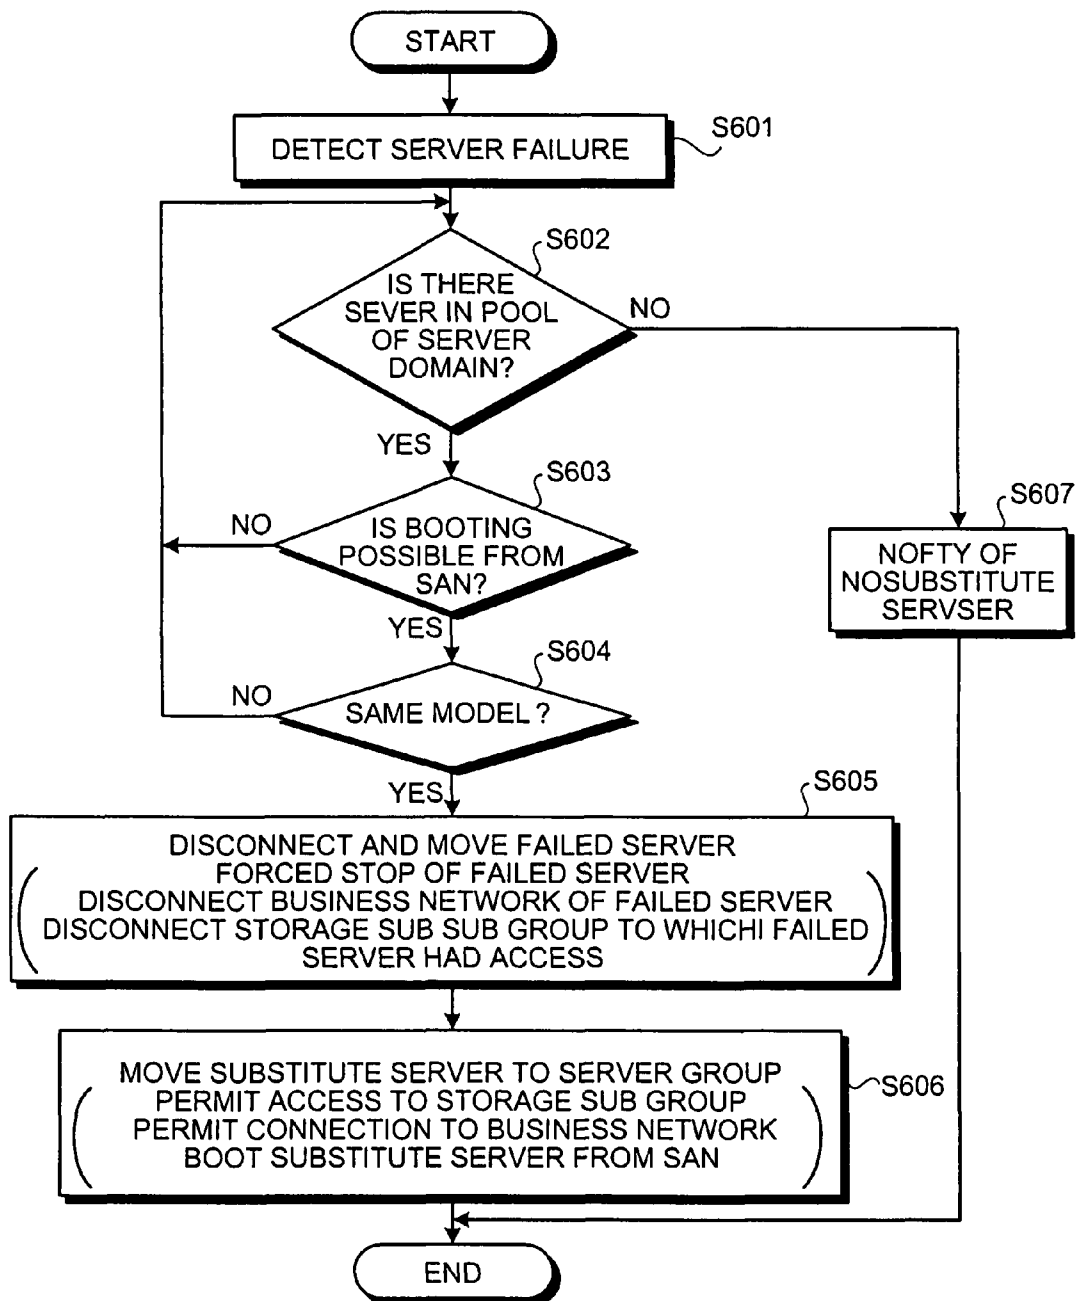 START
DETECT SERVER FAILURE
S601
S602
IS THERE
SEVER IN POOL
OF SERVER
DOMAIN?
NO
YES
S603
NO
IS BOOTING
POSSIBLE FROM
SAN?
S607
NOFTY OF
NOSUBSTITUTE
SERVSER
YES
S604
NO
SAME MODEL ?
YES
S605
DISCONNECT AND MOVE FAILED SERVER
FORCED STOP OF FAILED SERVER
DISCONNECT BUSINESS NETWORK OF FAILED SERVER
DISCONNECT STORAGE SUB SUB GROUP TO WHICHI FAILED
SERVER HAD ACCESS
MOVE SUBSTITUTE SERVER TO SERVER GROUP
PERMIT ACCESS TO STORAGE SUB GROUP
PERMIT CONNECTION TO BUSINESS NETWORK
BOOT SUBSTITUTE SERVER FROM SAN
S606
END